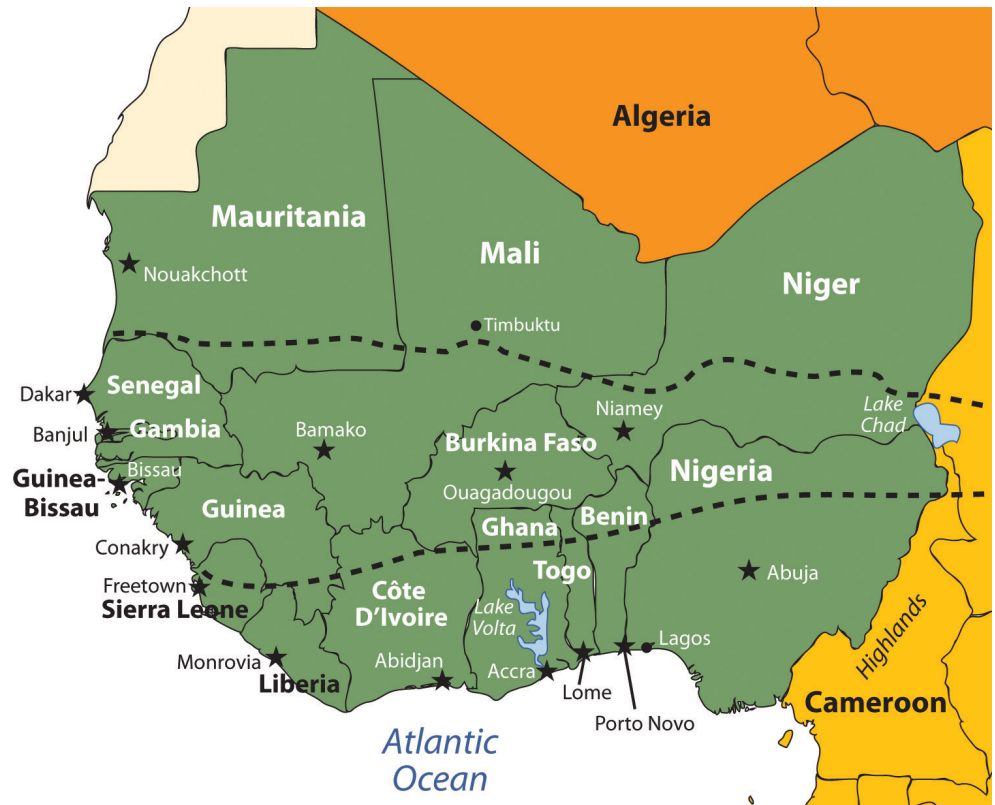 Algeria
Mauritania
Mali
Niger
Nouakchott
Timbuktu
Senegal
Dakar
Niamey
Lake
Chad
Banjul
Gambia
Bamako
Burkina Faso
Bissau
Nigeria
Guinea-
Bissau
Ouagadougou
Guinea
Ghana
Benin
Conakry
Togo
Abuja
Freetown
Sierra Leone
Côte
D’Ivoire
Lake
Volta
Highlands
Lagos
Monrovia
Liberia
Abidjan
Accra
Lome
Cameroon
Porto Novo
Atlantic
Ocean